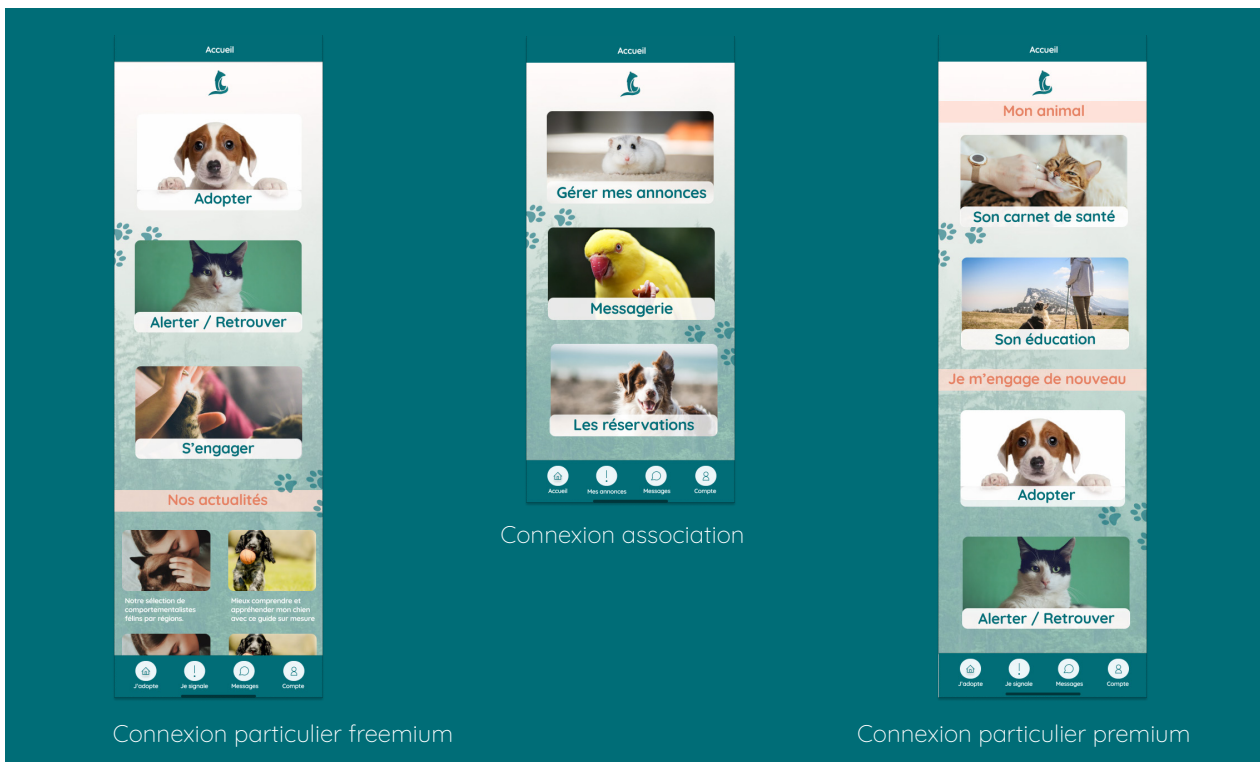 Accueil
Adopter
Alerter / Retrouver
S'engager
Nos actualités
Notre sélection de
comportementalistes
félins par régions.
Mieux comprendre et
appréhender mon chien
avec ce guide sur mesure
J'adopte
Je signale
Messages
Compte
Connexion particulier freemium
Accueil
Gérer mes annonces
Messagerie
Les réservations
Accueil
Mes annonces
Messages
Compte
Connexion association
Accueil
Mon animal
Son carnet de santé
Son éducation
Je m'engage de nouveau
Adopter
Alerter / Retrouver
J'adopte
Je signale
Messages
Compte
Connexion particulier premium